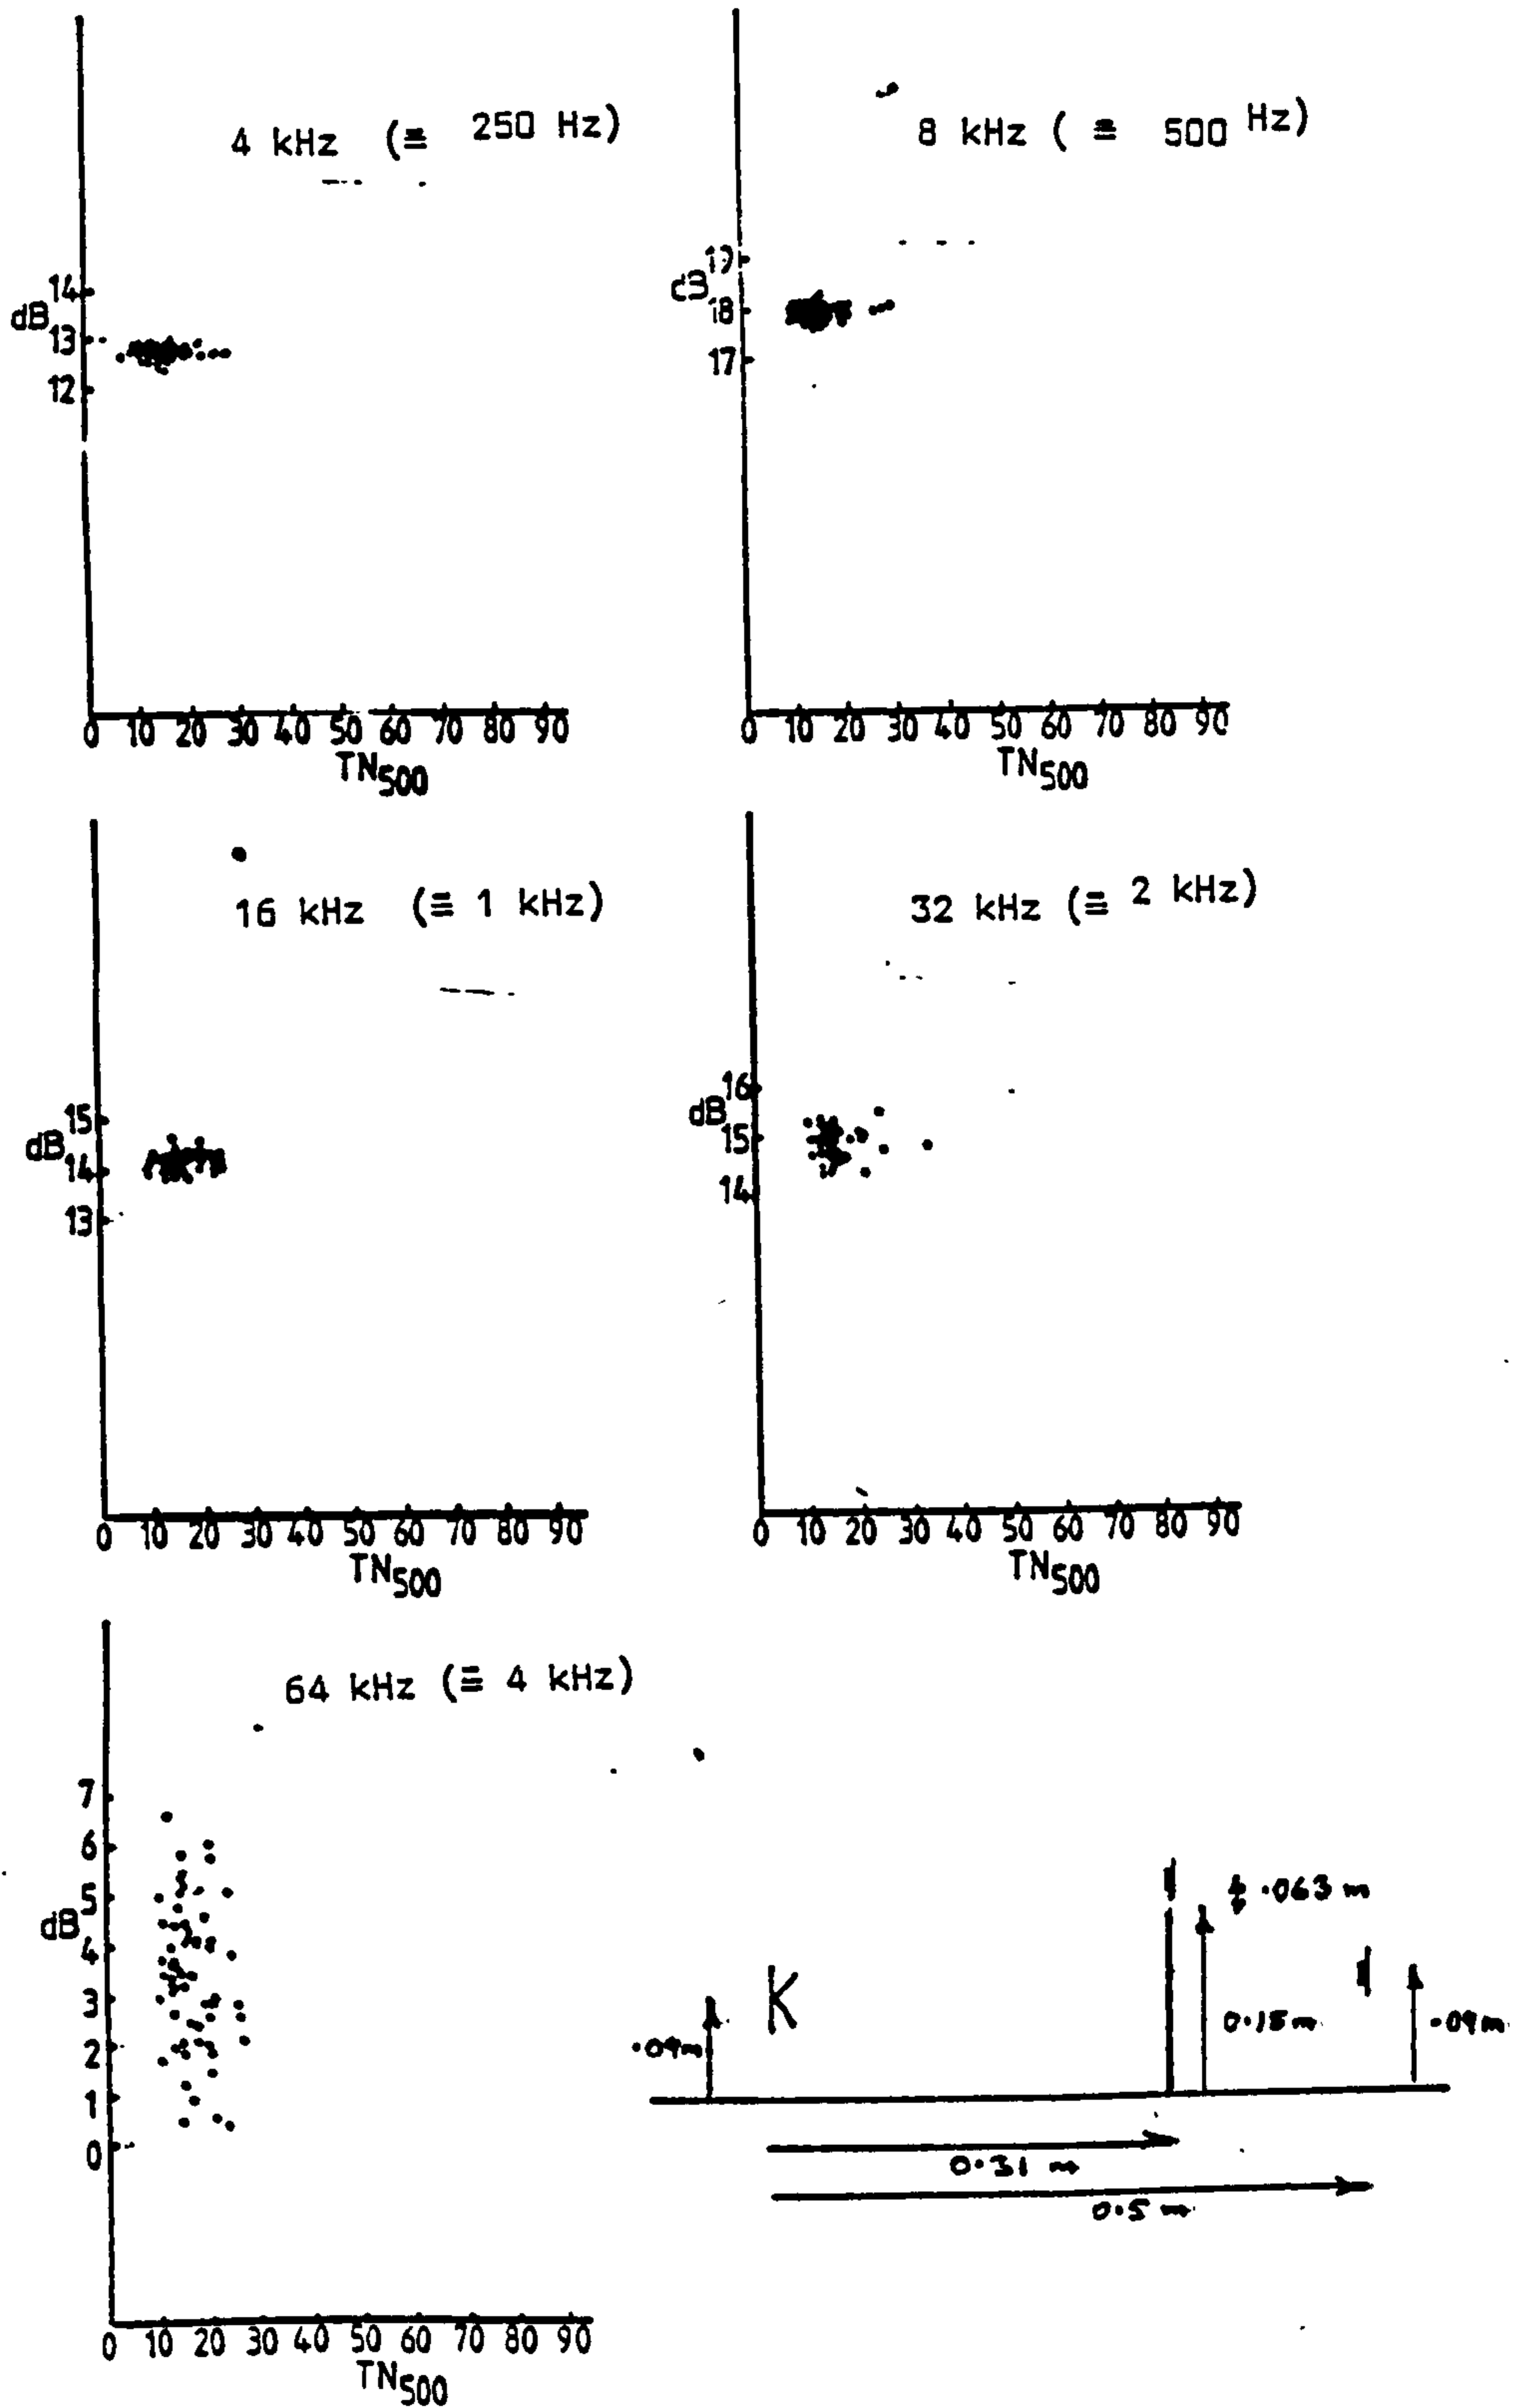 4 kHz (≡ 250 Hz)
14
dB
13
12
0 10 20 30 40 50 60 70 80 90
TN500
8 kHz (≡ 500 Hz)
19
dB
18
17
0 10 20 30 40 50 60 70 80 90
TN500
16 kHz (≡ 1 kHz)
15
dB
14
13
0 10 20 30 40 50 60 70 80 90
TN500
32 kHz (≡ 2 kHz)
16
dB
15
14
0 10 20 30 40 50 60 70 80 90
TN500
64 kHz (≡ 4 kHz)
7
6
5
dB
4
3
2
1
0
0 10 20 30 40 50 60 70 80 90
TN500
.063 m
K
.09m
0.15m
.09m
0.31 m
0.5 m